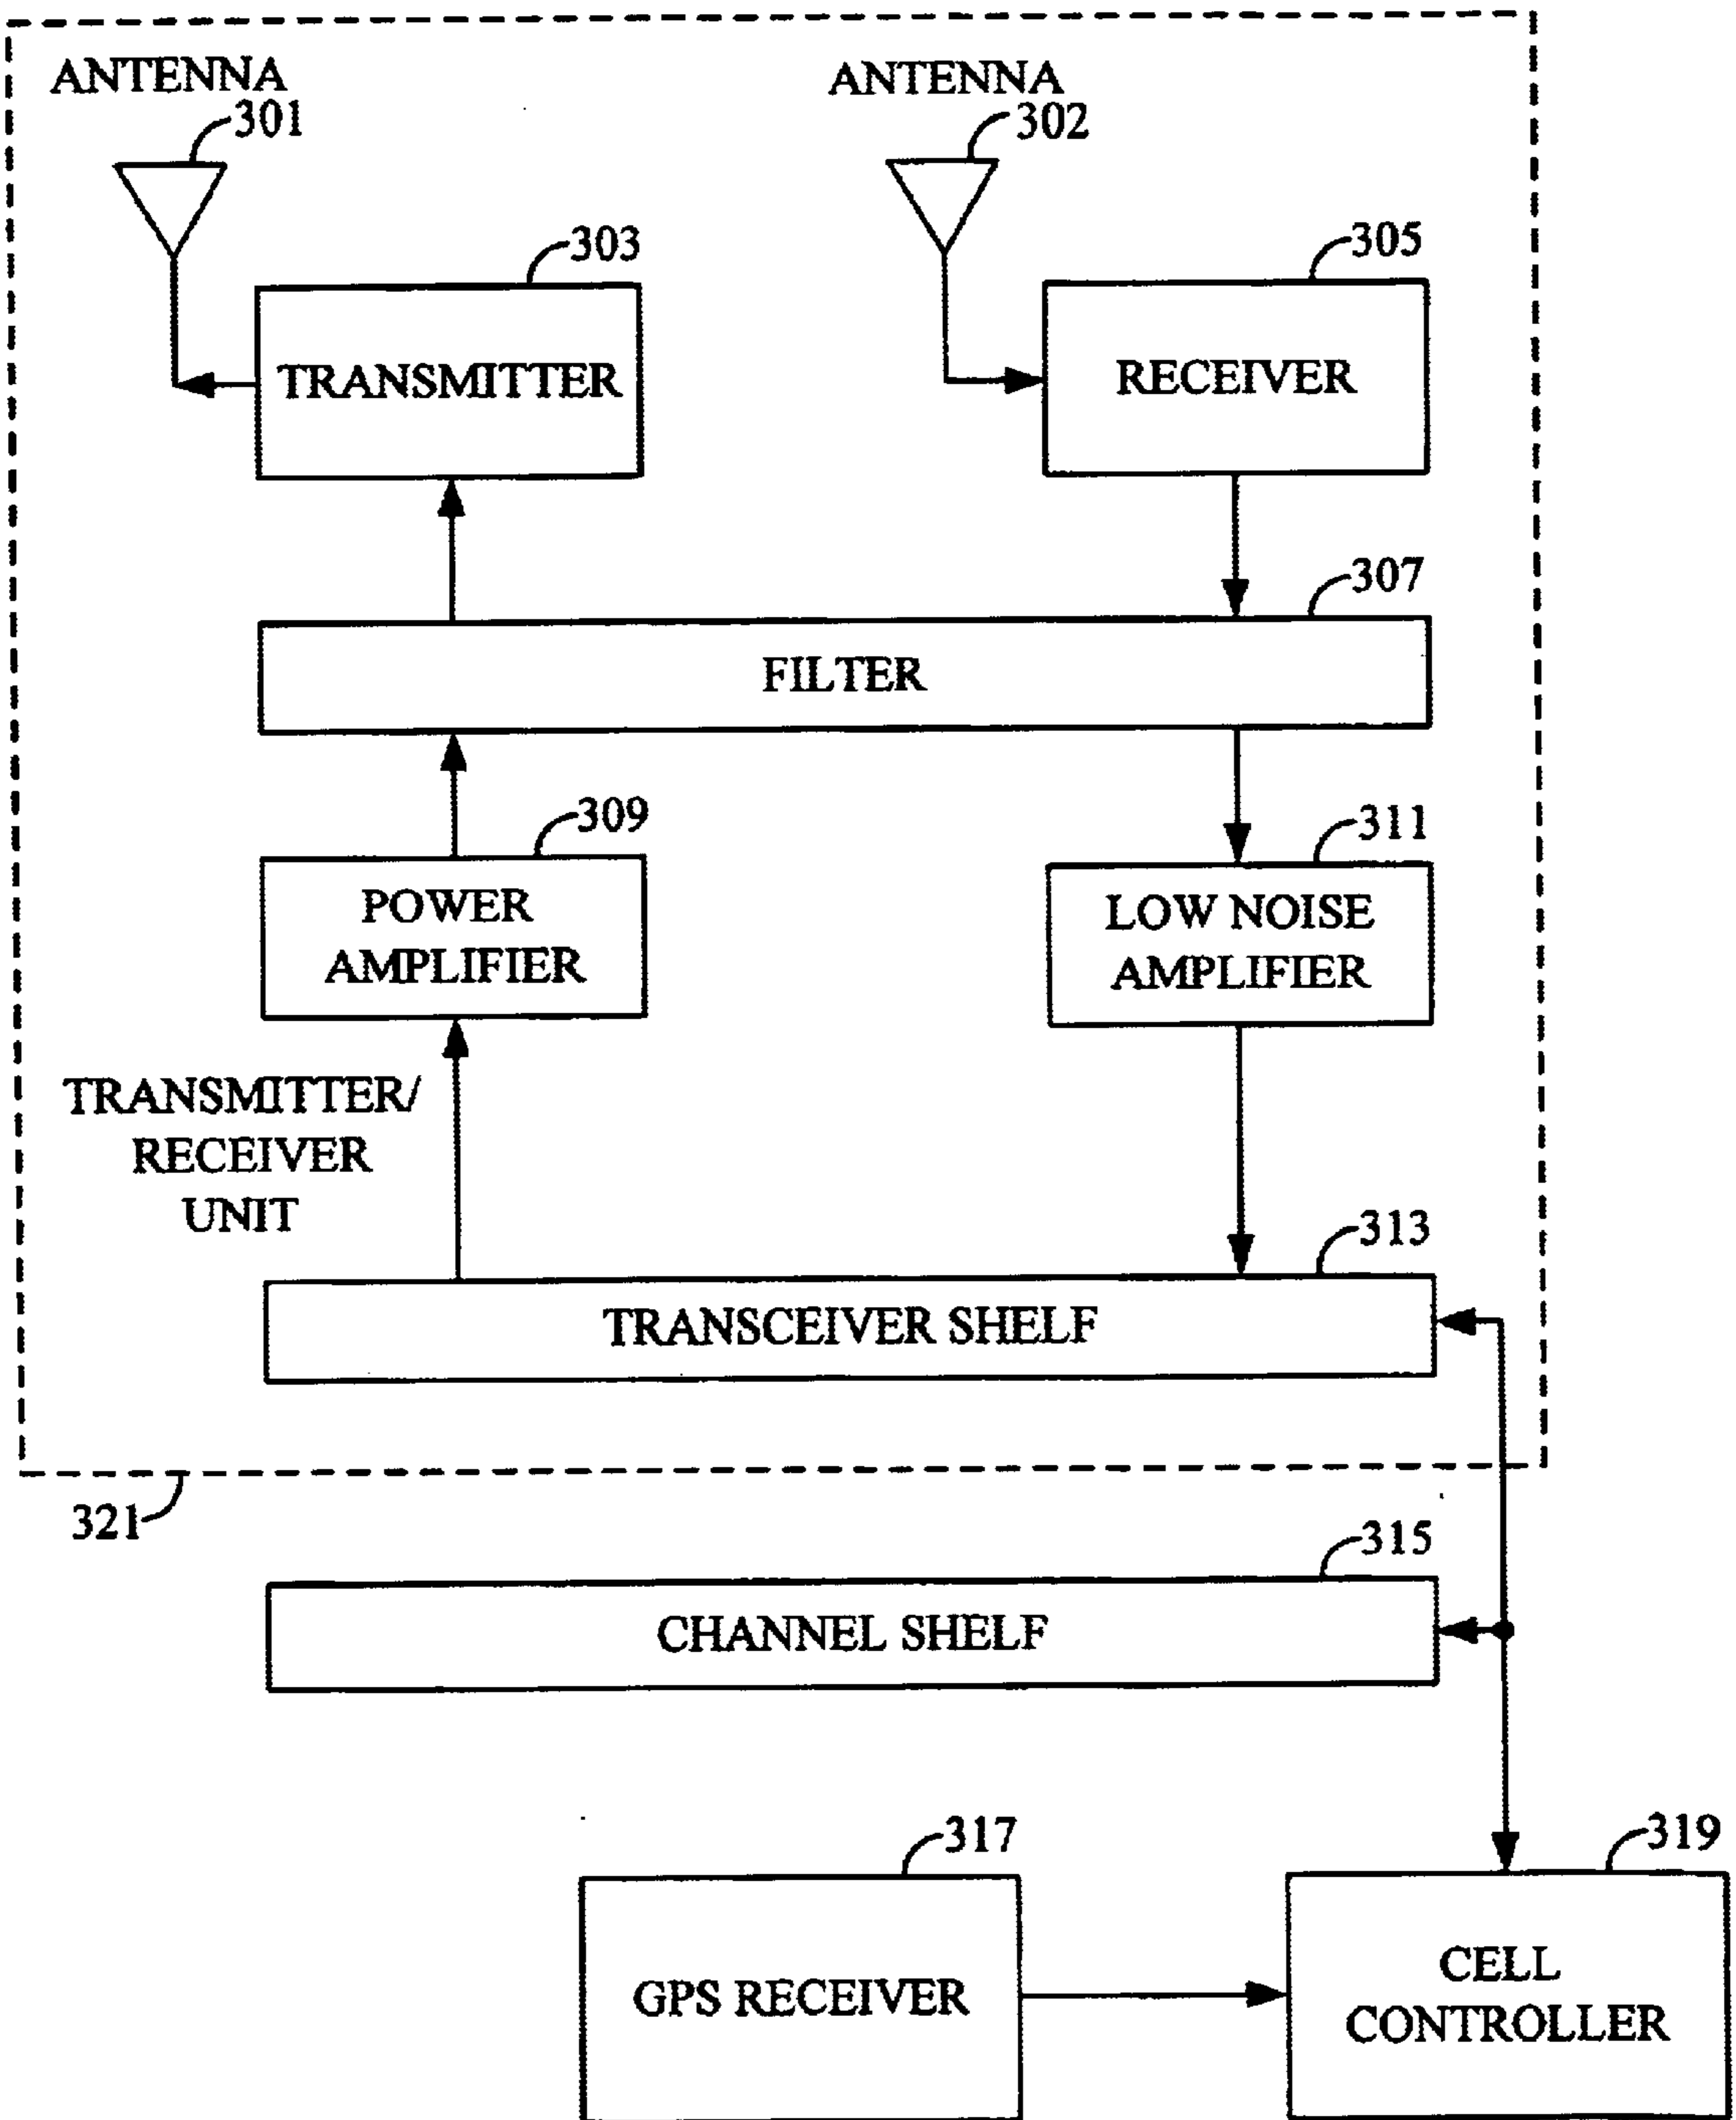 ANTENNA
301
ANTENNA
302
303
TRANSMITTER
305
RECEIVER
307
FILTER
309
POWER
AMPLIFIER
311
LOW NOISE
AMPLIFIER
TRANSMITTER/
RECEIVER
UNIT
313
TRANSCEIVER SHELF
321
315
CHANNEL SHELF
317
GPS RECEIVER
319
CELL
CONTROLLER